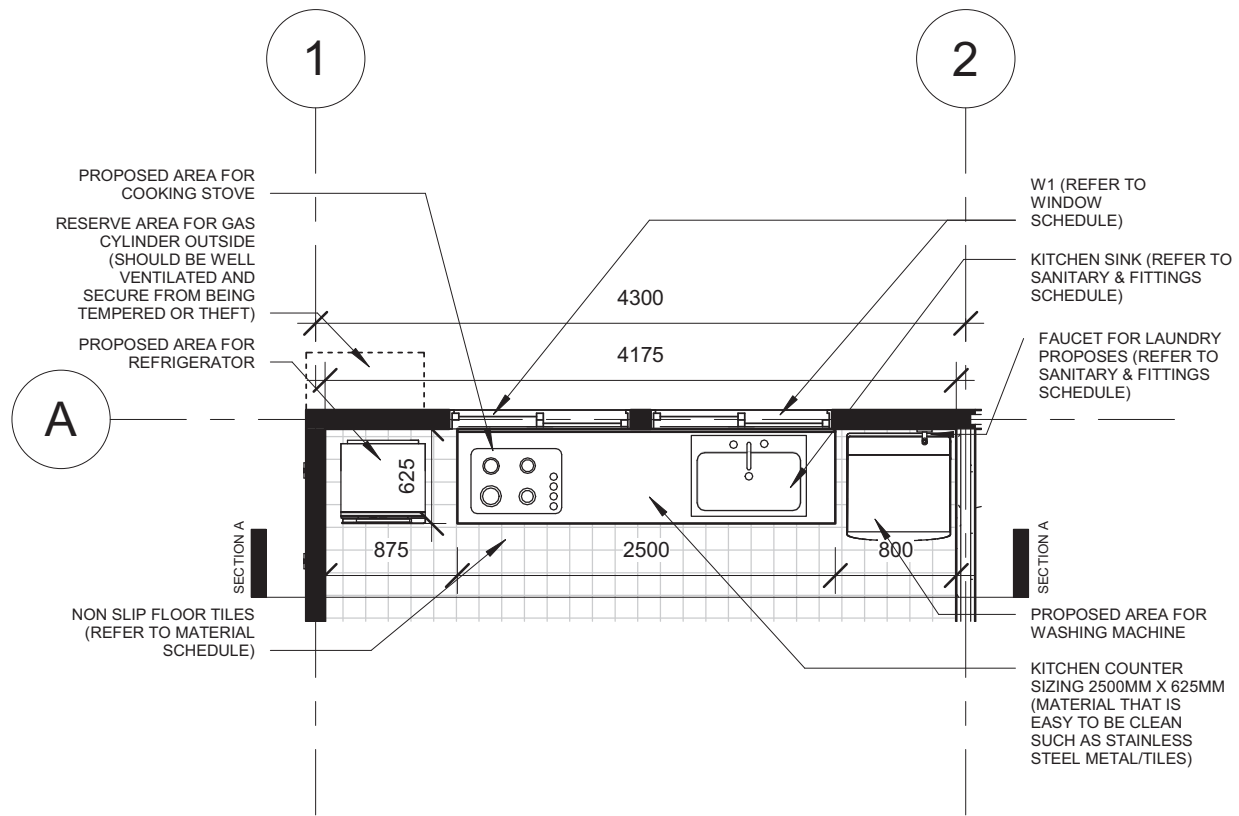 1
2
PROPOSED AREA FOR
COOKING STOVE
RESERVE AREA FOR GAS
CYLINDER OUTSIDE
(SHOULD BE WELL
VENTILATED AND
SECURE FROM BEING
TEMPERED OR THEFT)
PROPOSED AREA FOR
REFRIGERATOR
A
W1 (REFER TO
WINDOW
SCHEDULE)
KITCHEN SINK (REFER TO
SANITARY & FITTINGS
SCHEDULE)
FAUCET FOR LAUNDRY
PROPOSES (REFER TO
SANITARY & FITTINGS
SCHEDULE)
4300
4175
625
875
2500
800
SECTION A
SECTION A
NON SLIP FLOOR TILES
(REFER TO MATERIAL
SCHEDULE)
PROPOSED AREA FOR
WASHING MACHINE
KITCHEN COUNTER
SIZING 2500MM X 625MM
(MATERIAL THAT IS
EASY TO BE CLEAN
SUCH AS STAINLESS
STEEL METAL/TILES)